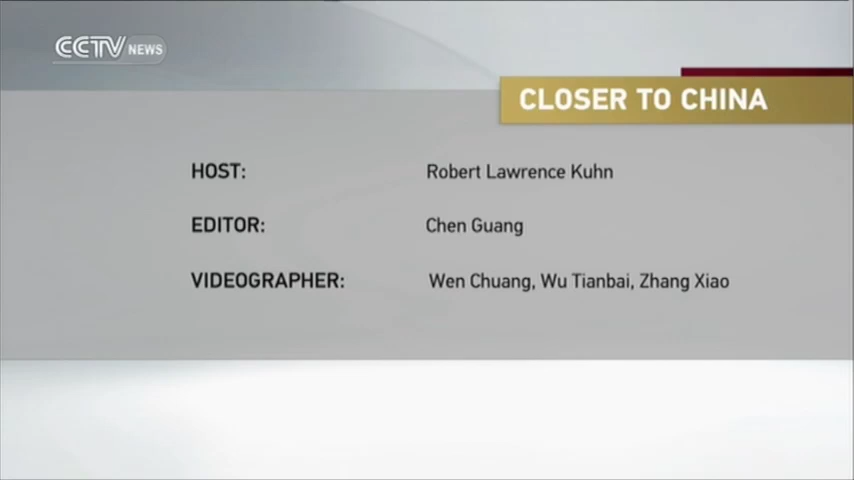 CCTV NEWS
CLOSER TO CHINA
HOST: Robert Lawrence Kuhn
EDITOR: Chen Guang
VIDEOGRAPHER: Wen Chuang, Wu Tianbai, Zhang Xiao